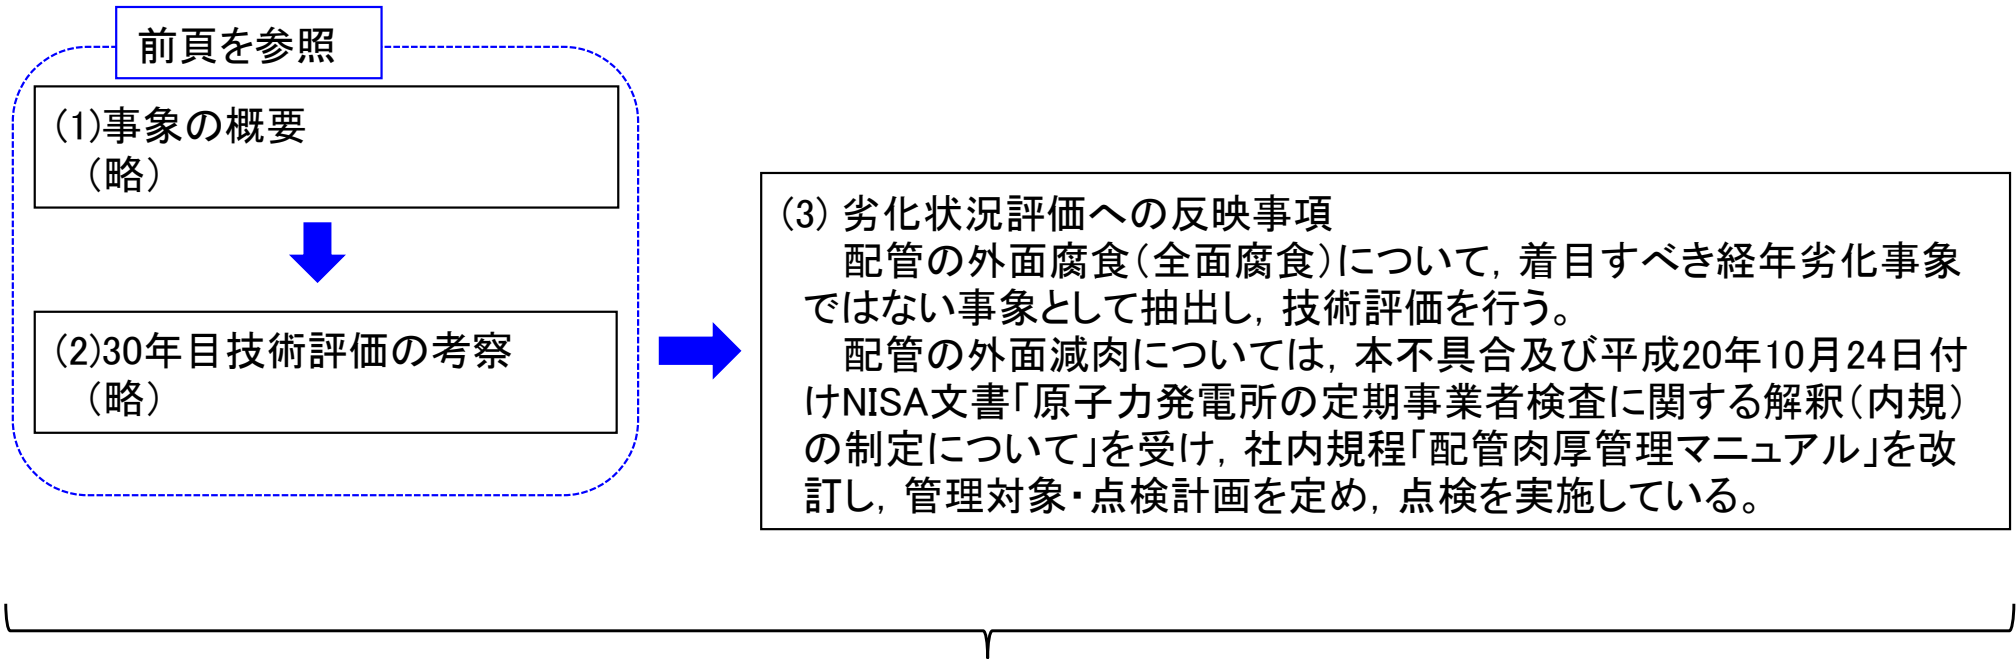 前頁を参照
(1)事象の概要
（略）
(2)30年目技術評価の考察
（略）
(3) 劣化状況評価への反映事項
配管の外面腐食（全面腐食）について，着目すべき経年劣化事象
ではない事象として抽出し，技術評価を行う。
配管の外面減肉については，本不具合及び平成20年10月24日付
けNISA文書「原子力発電所の定期事業者検査に関する解釈（内規）
の制定について」を受け，社内規程「配管肉厚管理マニュアル」を改
訂し，管理対象・点検計画を定め，点検を実施している。